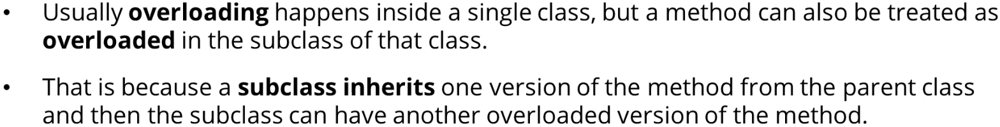 • Usually overloading happens inside a single class, but a method can also be treated as
overloaded in the subclass of that class.
• That is because a subclass inherits one version of the method from the parent class
and then the subclass can have another overloaded version of the method.